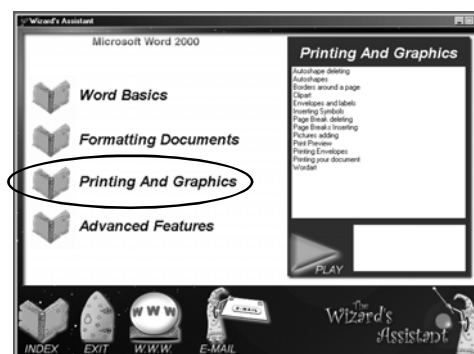 Wizard's Assistant
Microsoft Word 2000
Word Basics
Formatting Documents
Printing And Graphics
Advanced Features
Printing And Graphics
Autoshape deleting
Autoshapes
Borders around a page
Clipart
Envelopes and labels
Inserting Symbols
Page Break deleting
Page Breaks Inserting
Pictures adding
Print Preview
Printing Envelopes
Printing your document
Wordart
PLAY
WWW
E-MAIL
INDEX
EXIT
W.W.W.
E-MAIL
The
Wizard's
Assistant